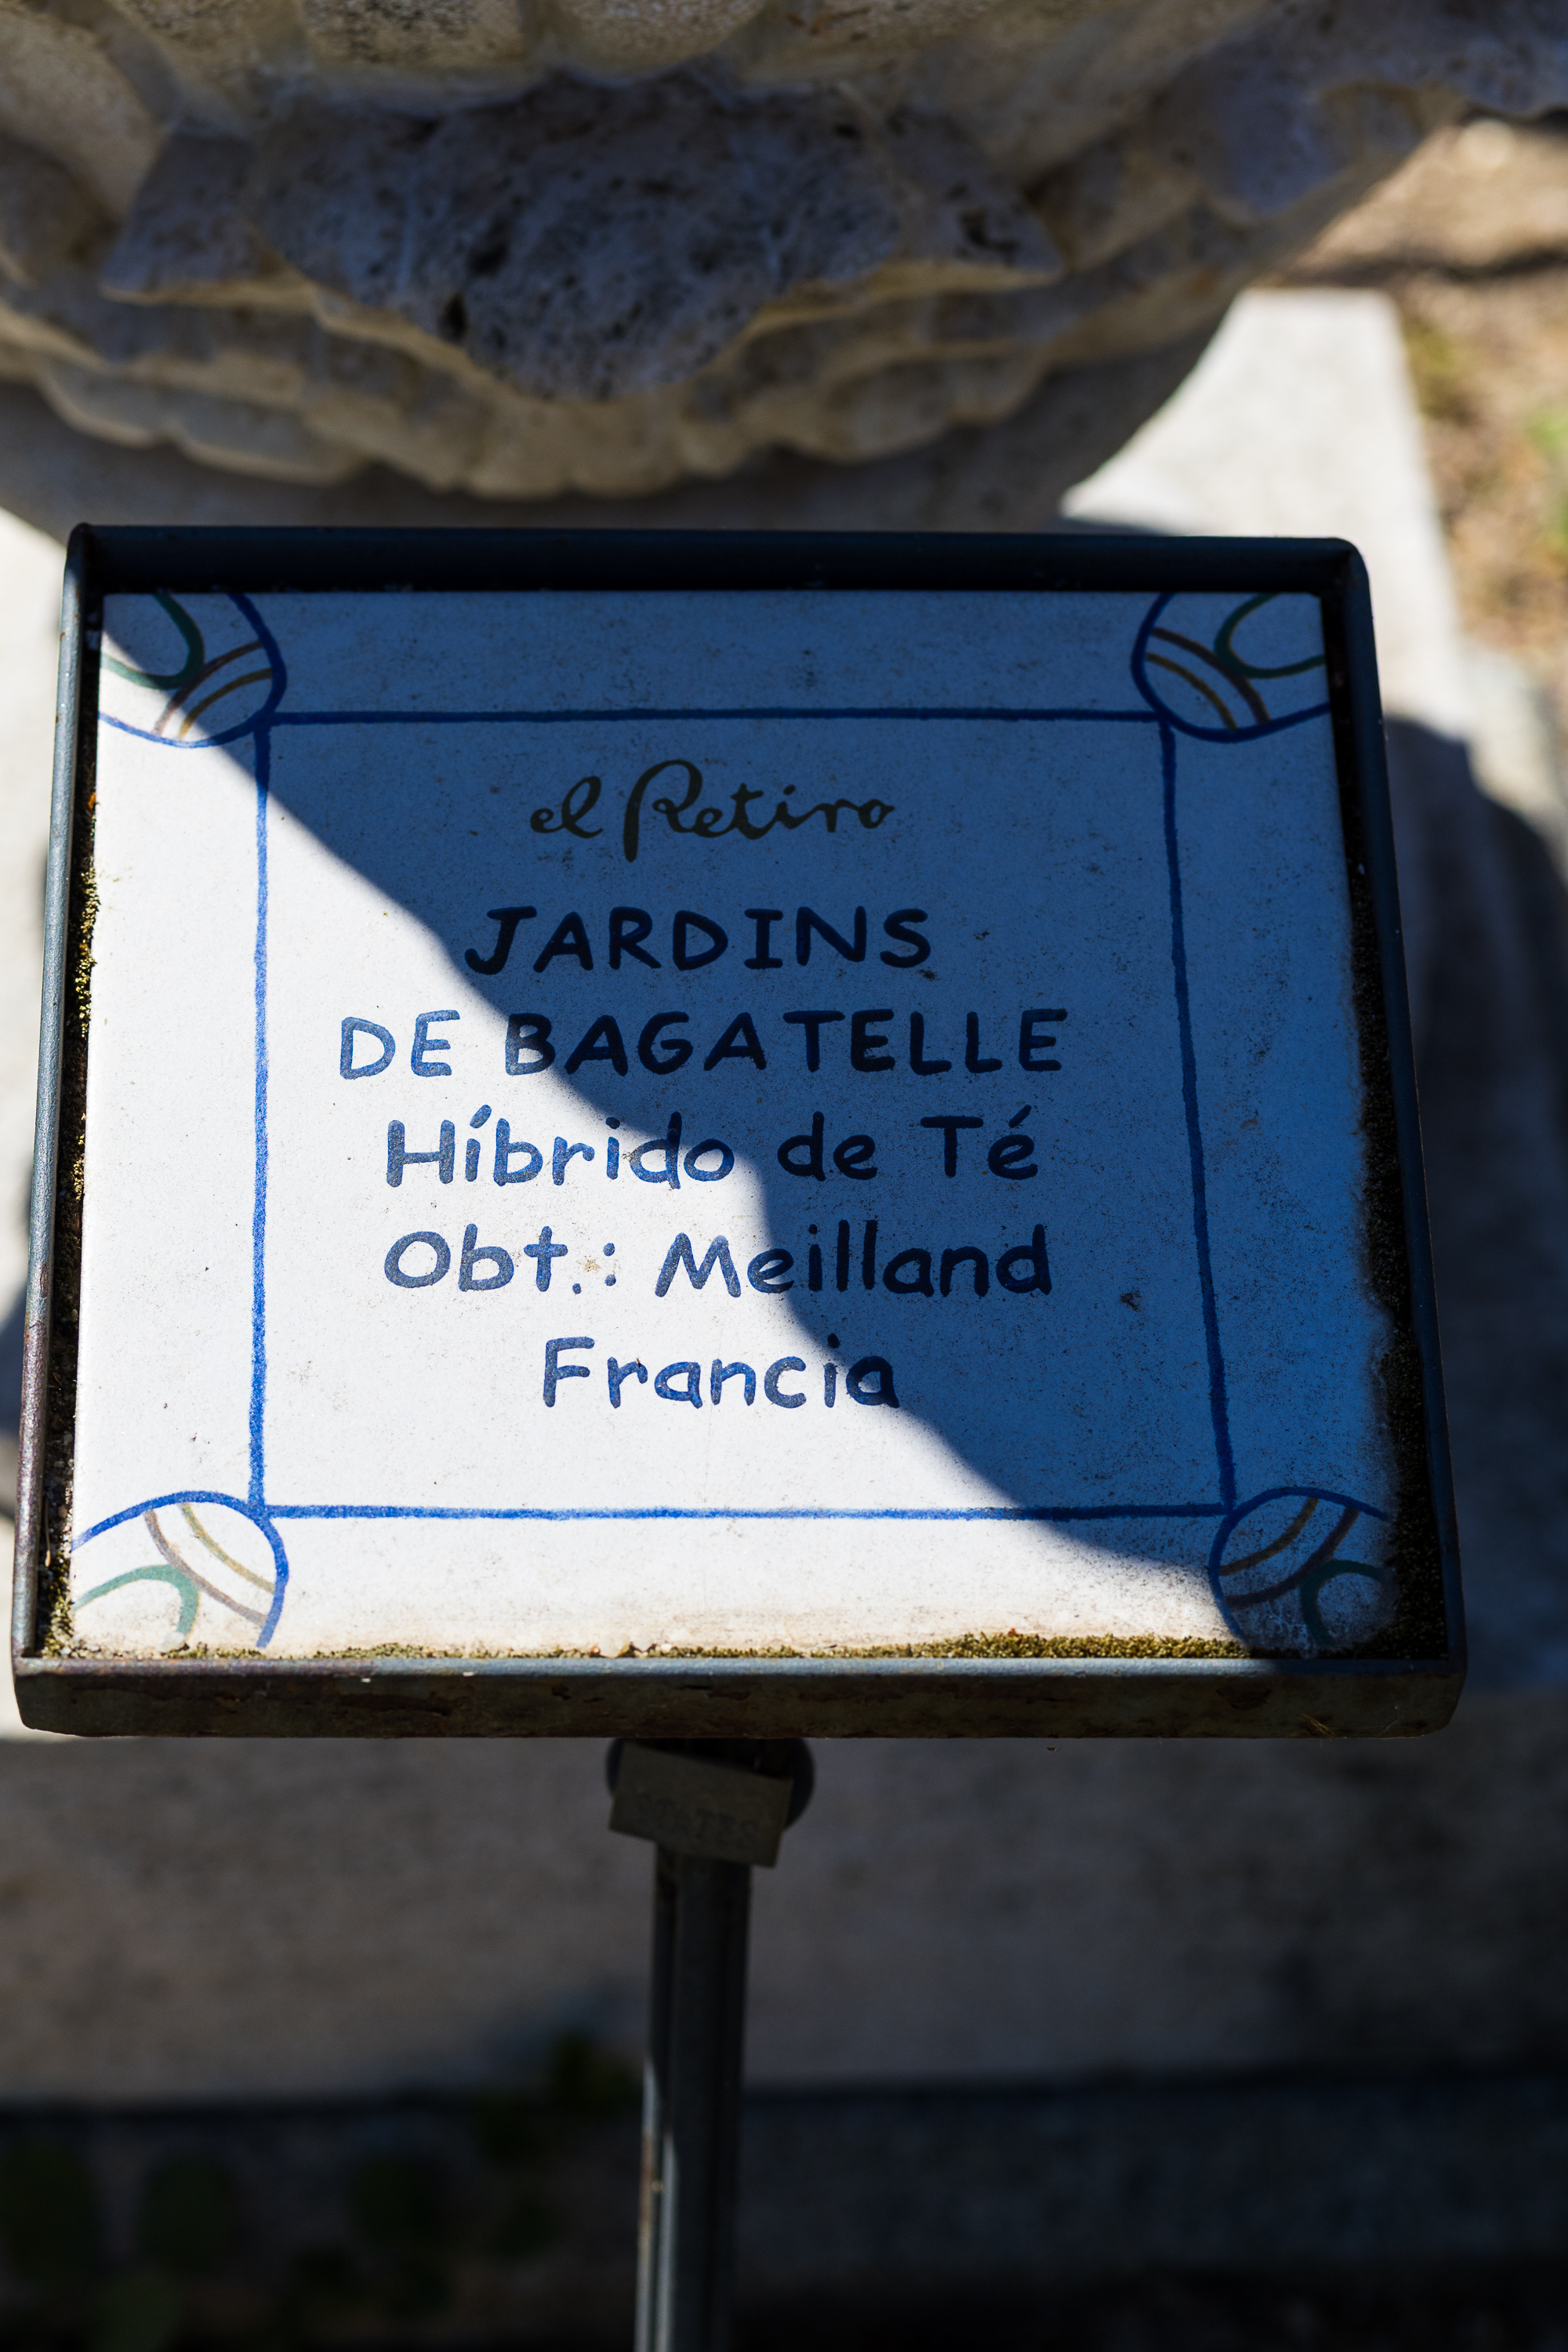 el Retiro
JARDINS
DE BAGATELLE
Híbrido de Té
Obt.: Meilland
Francia